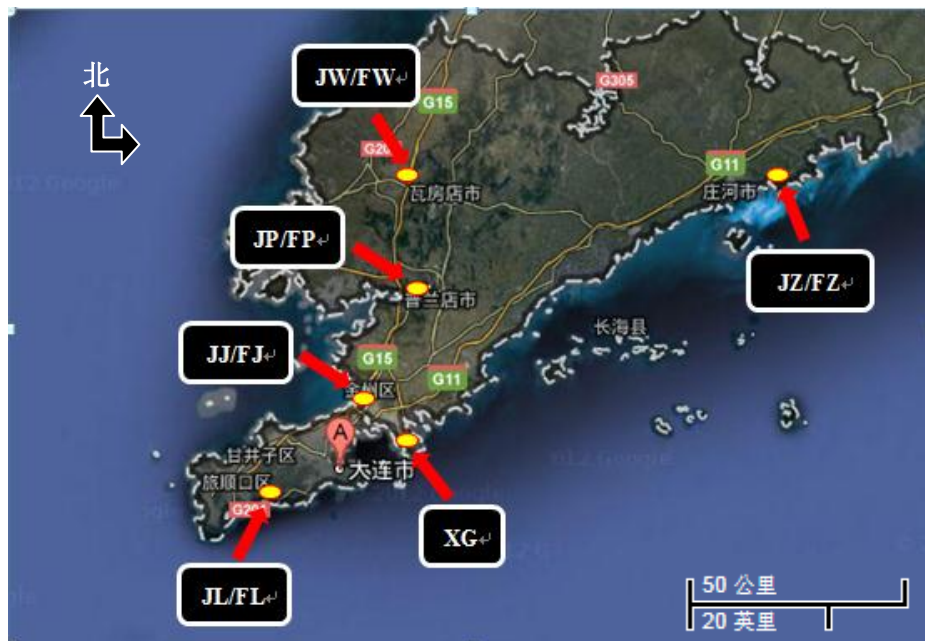 JW/FW↵
北
G305
G15
G20
G11
012 Google
瓦房店市
庄河市
JP/FP↵
JZ/FZ↵
普兰店市
长海县
JJ/FJ↵
G15
G11
金州区
A
甘井子区
大连市
旅顺口区
G201
XG↵
50 公里
JL/FL↵
20 英里